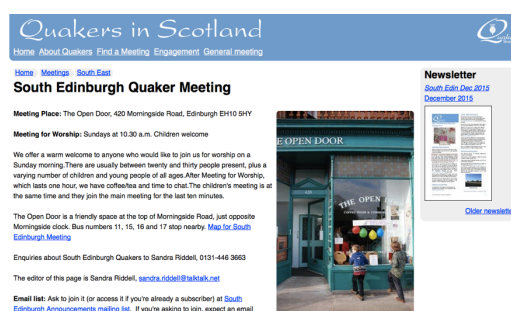 Quakers in Scotland
Home About Quakers Find a Meeting Engagement General meeting
Home Meetings South East
South Edinburgh Quaker Meeting
Meeting Place: The Open Door, 420 Morningside Road, Edinburgh EH10 5HY
Meeting for Worship: Sundays at 10.30 a.m. Children welcome
We offer a warm welcome to anyone who would like to join us for worship on a
Sunday morning.There are usually between twenty and thirty people present, plus a
varying number of children and young people of all ages.After Meeting for Worship,
which lasts one hour, we have coffee/tea and time to chat.The children's meeting is at
the same time and they join the main meeting for the last ten minutes.
The Open Door is a friendly space at the top of Morningside Road, just opposite
Morningside clock. Bus numbers 11, 15, 16 and 17 stop nearby. Map for South
Edinburgh Meeting
Enquiries about South Edinburgh Quakers to Sandra Riddell, 0131-446 3663
The editor of this page is Sandra Riddell, sandra.riddell@talktalk.net
Email list: Ask to join it (or access it if you're already a subscriber) at South
Edinburgh Announcements mailing list. If you're asking to join, expect an email
E OPEN DOOR
THE OPEN
Newsletter
South Edin Dec 2015
December 2015
Older newslette